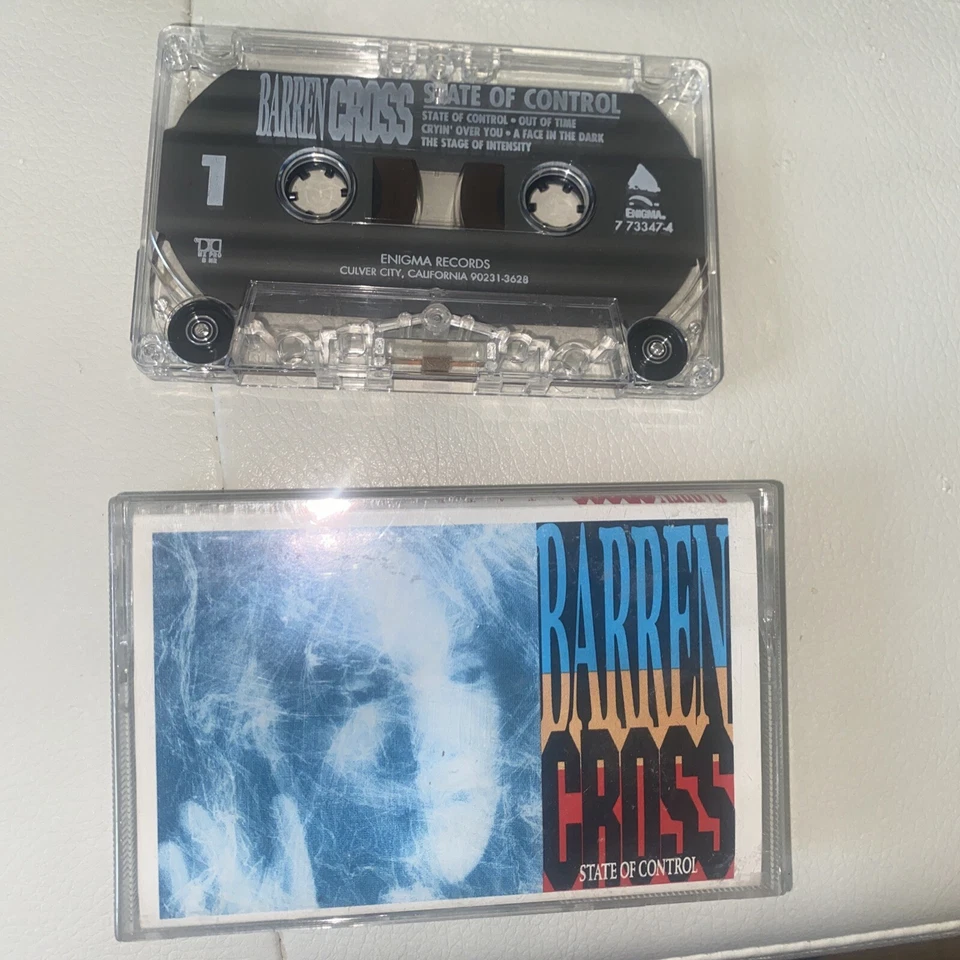 BARREN CROSS STATE OF CONTROL
STATE OF CONTROL • OUT OF TIME
CRYIN' OVER YOU • A FACE IN THE DARK
THE STAGE OF INTENSITY
1
ENIGMA
7 73347-4
ENIGMA RECORDS
CULVER CITY, CALIFORNIA 90231-3628
BARREN
CROSS
STATE OF CONTROL